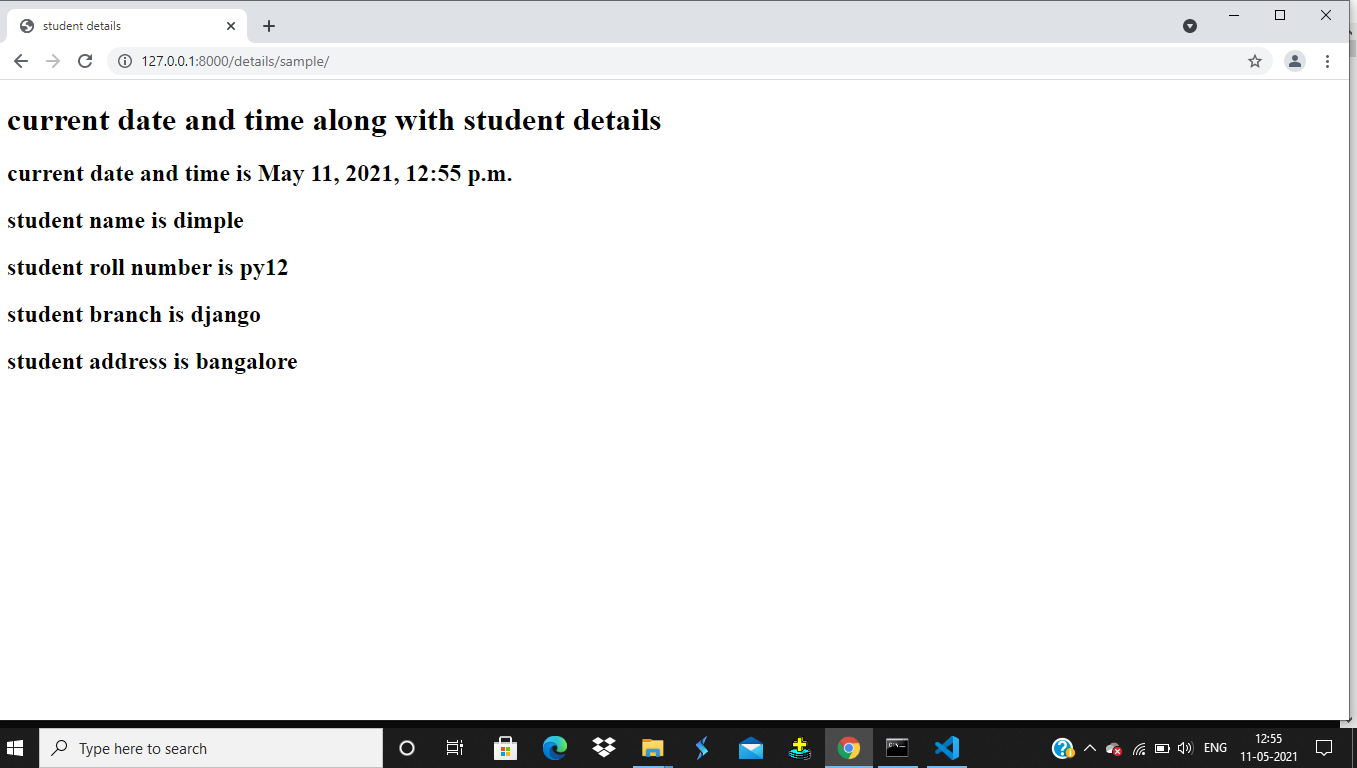 student details
127.0.0.1:8000/details/sample/
current date and time along with student details
current date and time is May 11, 2021, 12:55 p.m.
student name is dimple
student roll number is py12
student branch is django
student address is bangalore
Type here to search
ENG
12:55
11-05-2021